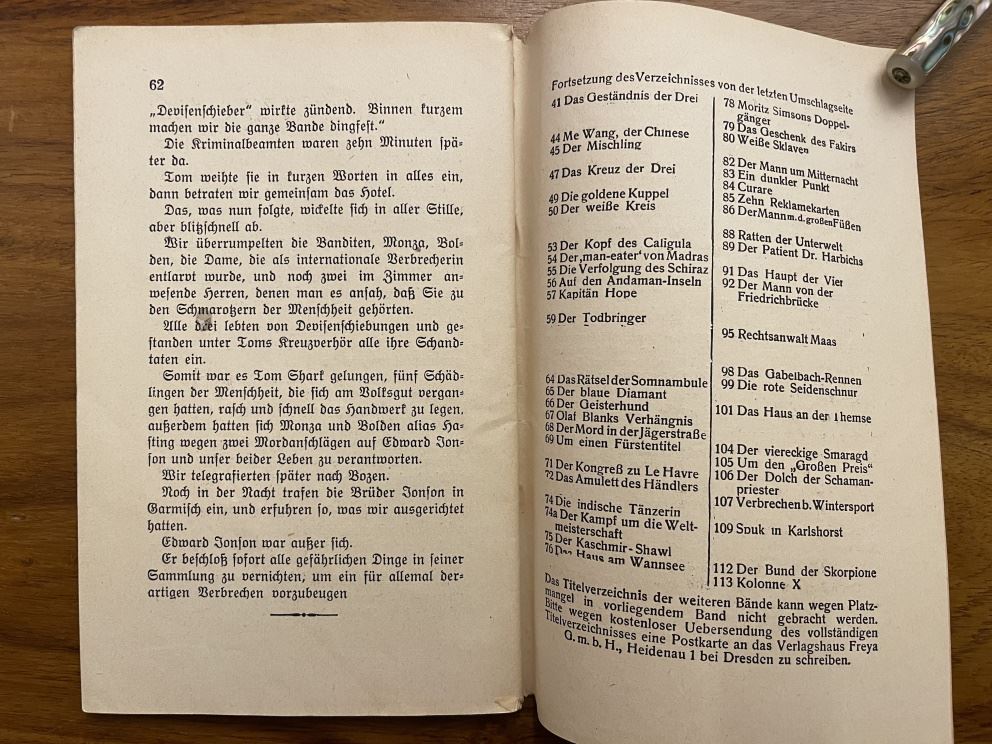 62
„Devisenschieber" wirkte zündend. Binnen kurzem
machen wir die ganze Bande dingfest."
Die Kriminalbeamten waren zehn Minuten spä-
ter da.
Tom weihte sie in kurzen Worten in alles ein,
dann betraten wir gemeinsam das Hotel.
Das, was nun folgte, wickelte sich in aller Stille,
aber blitzschnell ab.
Wir überrumpelten die Banditen, Monza, Bol-
den, die Dame, die als internationale Verbrecherin
entlarvt wurde, und noch zwei im Zimmer an-
wesende Herren, denen man es ansah, daß Sie zu
den Schmarotzern der Menschheit gehörten.
Alle drei lebten von Devisenschiebungen und ge-
standen unter Toms Kreuzverhör alle ihre Schand-
taten ein.
Somit war es Tom Shark gelungen, fünf Schäd-
lingen der Menschheit, die sich am Volksgut vergan-
gen hatten, rasch und schnell das Handwerk zu legen,
außerdem hatten sich Monza und Bolden alias Ha-
sting wegen zwei Mordanschlägen auf Edward Jon-
son und unser beider Leben zu verantworten.
Wir telegrafierten später nach Bozen.
Noch in der Nacht trafen die Brüder Jonson in
Garmisch ein, und erfuhren so, was wir ausgerichtet
hatten.
Edward Jonson war außer sich.
Er beschloß sofort alle gefährlichen Dinge in seiner
Sammlung zu vernichten, um ein für allemal der-
artigen Verbrechen vorzubeugen
Fortsetzung des Verzeichnisses von der letzten Umschlagseite
41 Das Geständnis der Drei
44 Me Wang, der Chinese
45 Der Mischling
47 Das Kreuz der Drei
49 Die goldene Kuppel
50 Der weiße Kreis
53 Der Kopf des Caligula
54 Der ‚man-eater' von Madras
55 Die Verfolgung des Schiraz
56 Auf den Andaman-Inseln
57 Kapitän Hope
59 Der Todbringer
64 Das Rätsel der Somnambule
65 Der blaue Diamant
66 Der Geisterhund
67 Olaf Blanks Verhängnis
68 Der Mord in der Jägerstraße
69 Um einen Fürstentitel
71 Der Kongreß zu Le Havre
72 Das Amulett des Händlers
74 Die indische Tänzerin
74a Der Kampf um die Welt-
meisterschaft
75 Der Kaschmir-Shawl
76 Das Haus am Wannsee
78 Moritz Simsons Doppel-
gänger
79 Das Geschenk des Fakirs
80 Weiße Sklaven
82 Der Mann um Mitternacht
83 Ein dunkler Punkt
84 Curare
85 Zehn Reklamekarten
86 Der Mann m. d. großen Füßen
88 Ratten der Unterwelt
89 Der Patient Dr. Harbichs
91 Das Haupt der Vier
92 Der Mann von der
Friedrichbrücke
95 Rechtsanwalt Maas
98 Das Gabelbach-Rennen
99 Die rote Seidenschnur
101 Das Haus an der Themse
104 Der viereckige Smaragd
105 Um den „Großen Preis"
106 Der Dolch der Schaman-
priester
107 Verbrechen b. Wintersport
109 Spuk in Karlshorst
112 Der Bund der Skorpione
113 Kolonne X
Das Titelverzeichnis der weiteren Bände kann wegen Platz-
mangel in vorliegendem Band nicht gebracht werden.
Bitte wegen kostenloser Uebersendung des vollständigen
Titelverzeichnisses eine Postkarte an das Verlagshaus Freya
G. m. b. H., Heidenau 1 bei Dresden zu schreiben.